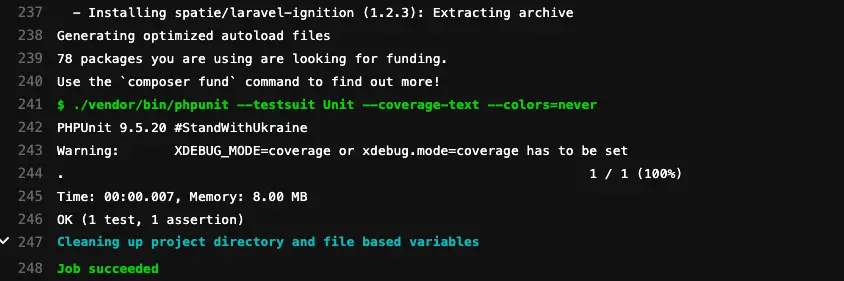 237 - Installing spatie/laravel-ignition (1.2.3): Extracting archive
238 Generating optimized autoload files
239 78 packages you are using are looking for funding.
240 Use the `composer fund` command to find out more!
241 $ ./vendor/bin/phpunit --testsuit Unit --coverage-text --colors=never
242 PHPUnit 9.5.20 #StandWithUkraine
243 Warning:       XDEBUG_MODE=coverage or xdebug.mode=coverage has to be set
244 .                                                         1 / 1 (100%)
245 Time: 00:00.007, Memory: 8.00 MB
246 OK (1 test, 1 assertion)
247 Cleaning up project directory and file based variables
248 Job succeeded